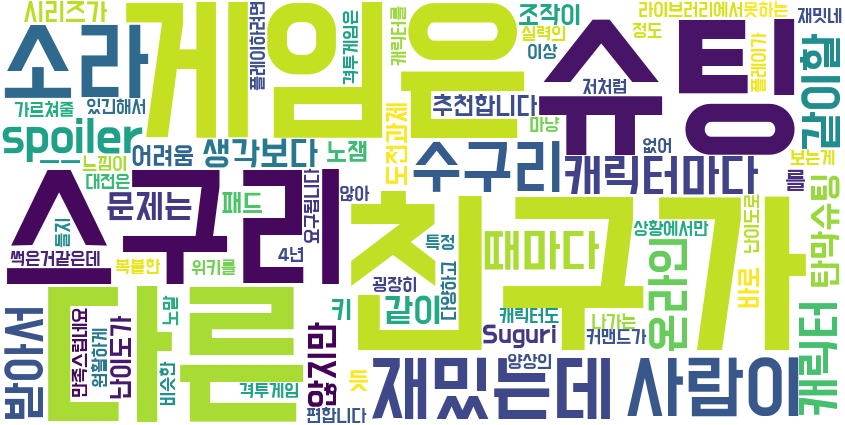 시리즈가
게임은
플레이하려면
격투게임은
캐릭터를
조작이
실력의
이상
라이브러리에서못하는
정도
재밋네
소라
슈팅
저처럼
플레이가
같이할
가르쳐줄
있긴해서
추천합니다
마냥
spoiler
어려움
생각보다
노잼
도전과제
없어
보는게
느낌이
대전은
수구리
캐릭터마다
를
탄막슈팅
스구리
문제는
패드
요구됩니다
않아
친구가
때마다
특정
상황에서만
난이도로
들지
썩은거같은데
복불복한
위키를
4년
굉장히
다양하고
온라인
바로
다른
노말
키
같이
캐릭터도
나가는
캐릭터
받아서
만족스럽네요
원활하게
난이도가
비슷한
않지만
Suguri
커맨드가
격투게임
편합니다
듯
재밌는데
양상의
사람이